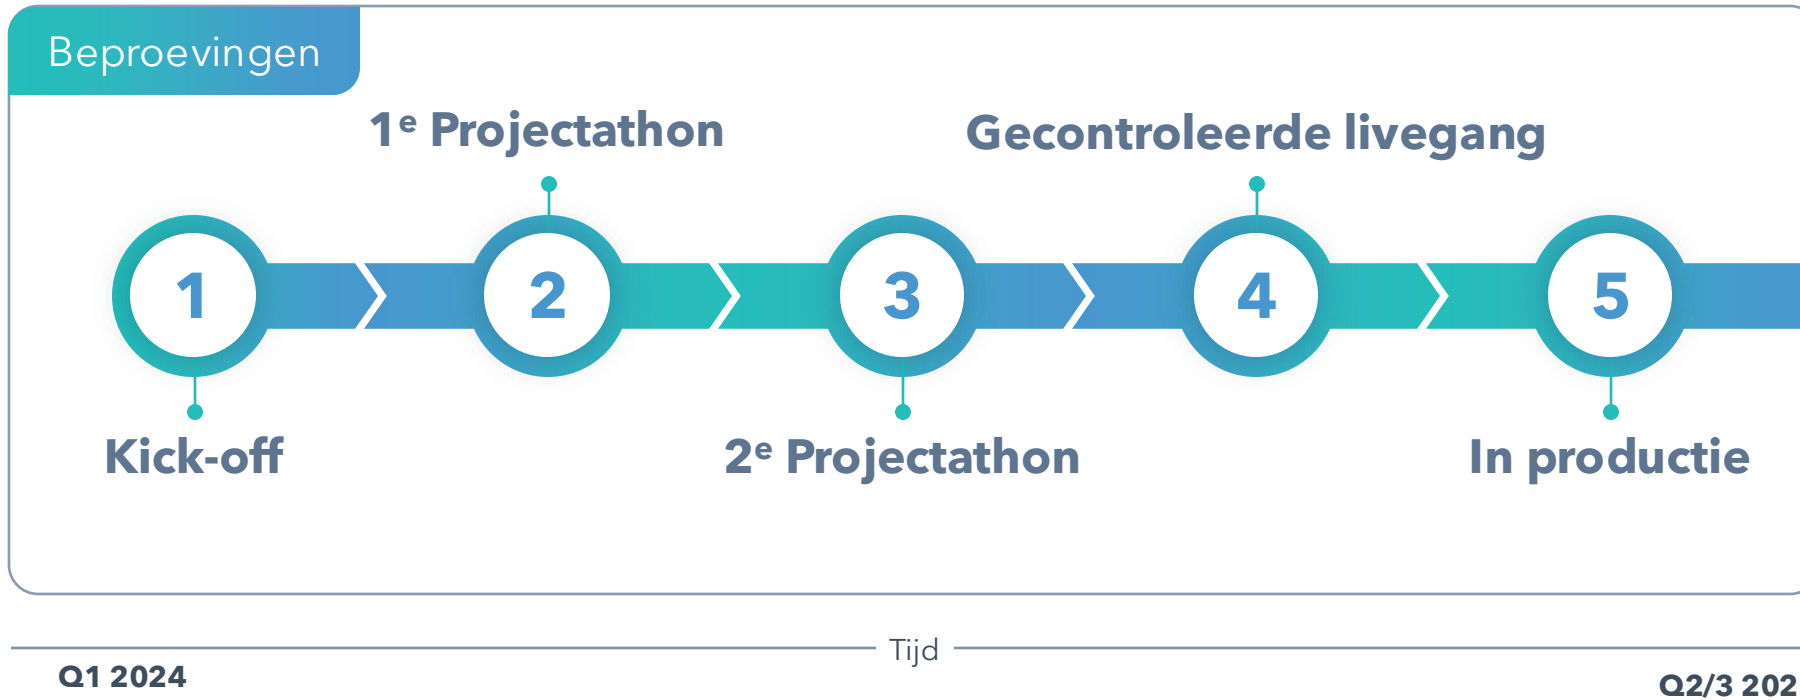 Beproevingen
1e Projectathon
Gecontroleerde livegang
1
2
3
4
5
Kick-off
2e Projectathon
In productie
Tijd
Q1 2024
Q2/3 202